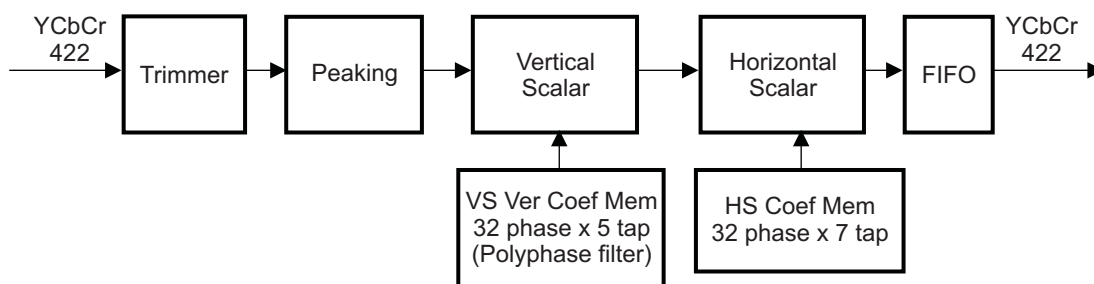 YCbCr
422
Trimmer
Peaking
Vertical
Scalar
Horizontal
Scalar
FIFO
YCbCr
422
VS Ver Coef Mem
32 phase x 5 tap
(Polyphase filter)
HS Coef Mem
32 phase x 7 tap